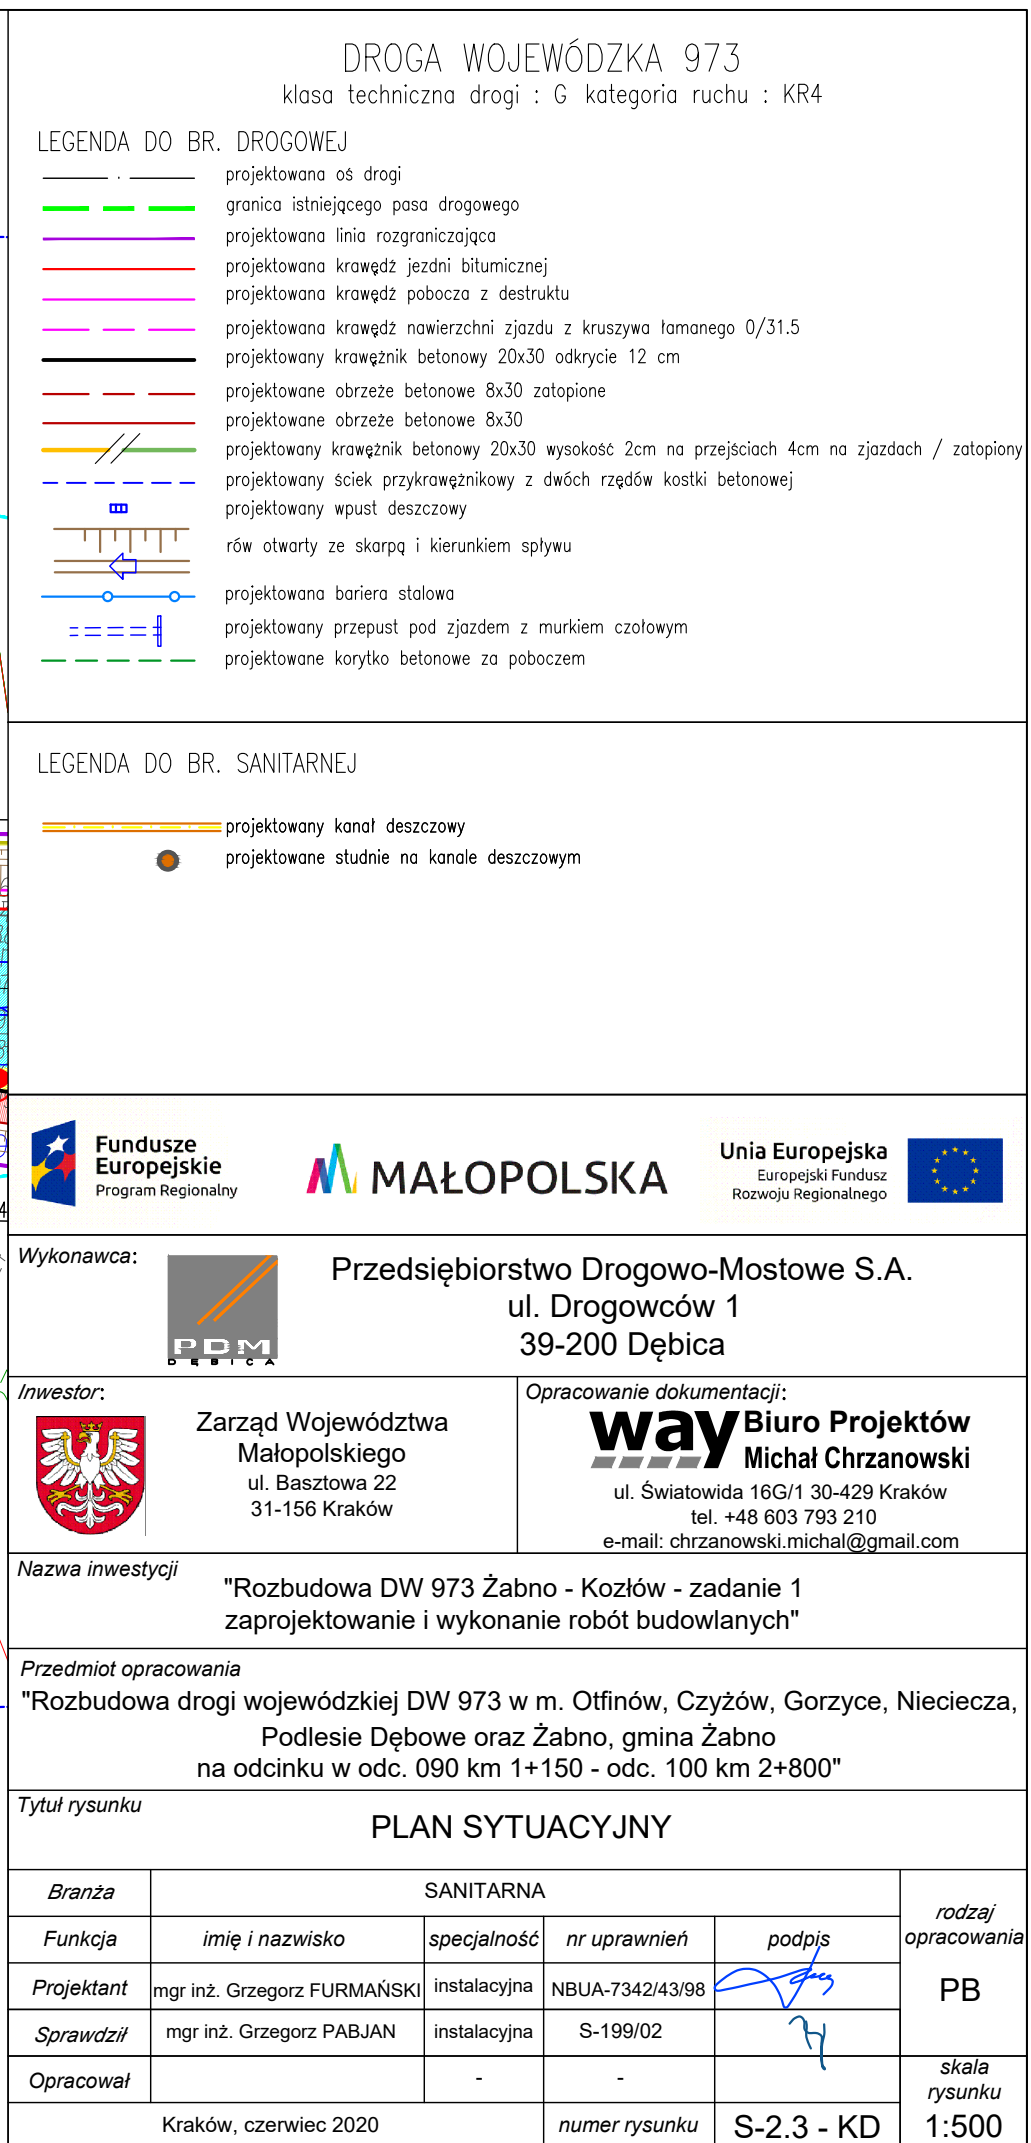 DROGA WOJEWÓDZKA 973
klasa techniczna drogi : G kategoria ruchu : KR4
LEGENDA DO BR. DROGOWEJ
projektowana oś drogi
granica istniejącego pasa drogowego
projektowana linia rozgraniczająca
projektowana krawędź jezdni bitumicznej
projektowana krawędź pobocza z destruktu
projektowana krawędź nawierzchni zjazdu z kruszywa łamanego 0/31.5
projektowany krawężnik betonowy 20x30 odkrycie 12 cm
projektowane obrzeże betonowe 8x30 zatopione
projektowane obrzeże betonowe 8x30
projektowany krawężnik betonowy 20x30 wysokość 2cm na przejściach 4cm na zjazdach / zatopiony
projektowany ściek przykrawężnikowy z dwóch rzędów kostki betonowej
projektowany wpust deszczowy
rów otwarty ze skarpą i kierunkiem spływu
projektowana bariera stalowa
projektowany przepust pod zjazdem z murkiem czołowym
projektowane korytko betonowe za poboczem
LEGENDA DO BR. SANITARNEJ
projektowany kanał deszczowy
projektowane studnie na kanale deszczowym
Fundusze
Europejskie
Program Regionalny
MAŁOPOLSKA
Unia Europejska
Europejski Fundusz
Rozwoju Regionalnego
Wykonawca:
PDM
DĘBICA
Przedsiębiorstwo Drogowo-Mostowe S.A.
ul. Drogowców 1
39-200 Dębica
Inwestor:
Zarząd Województwa
Małopolskiego
ul. Basztowa 22
31-156 Kraków
Opracowanie dokumentacji:
way Biuro Projektów
Michał Chrzanowski
ul. Światowida 16G/1 30-429 Kraków
tel. +48 603 793 210
e-mail: chrzanowski.michal@gmail.com
Nazwa inwestycji
"Rozbudowa DW 973 Żabno - Kozłów - zadanie 1
zaprojektowanie i wykonanie robót budowlanych"
Przedmiot opracowania
"Rozbudowa drogi wojewódzkiej DW 973 w m. Otfinów, Czyżów, Gorzyce, Nieciecza,
Podlesie Dębowe oraz Żabno, gmina Żabno
na odcinku w odc. 090 km 1+150 - odc. 100 km 2+800"
Tytuł rysunku
PLAN SYTUACYJNY
Branża SANITARNA
rodzaj
opracowania
PB
Funkcja imię i nazwisko specjalność nr uprawnień podpis
Projektant mgr inż. Grzegorz FURMAŃSKI instalacyjna NBUA-7342/43/98
Sprawdził mgr inż. Grzegorz PABJAN instalacyjna S-199/02
Opracował - -
skala
rysunku
1:500
Kraków, czerwiec 2020 numer rysunku S-2.3 - KD